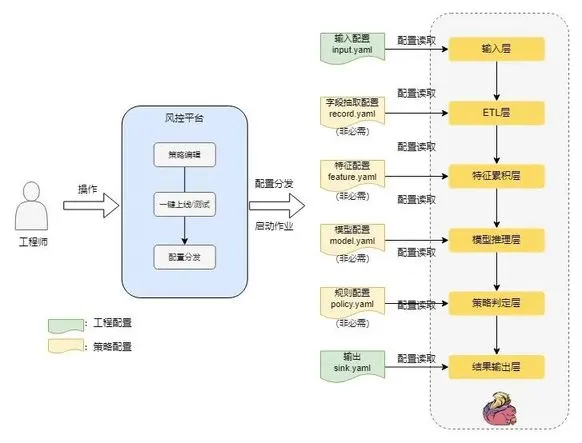 工程师
操作
风控平台
策略编辑
一键上线/测试
配置分发
配置分发
启动作业
输入配置
input.yaml
配置读取
输入层
字段抽取配置
record.yaml
(非必需)
配置读取
ETL层
特征配置
feature.yaml
(非必需)
配置读取
特征累积层
模型配置
model.yaml
(非必需)
配置读取
模型推理层
规则配置
policy.yaml
(非必需)
配置读取
策略判定层
输出
sink.yaml
配置读取
结果输出层
：工程配置
：策略配置